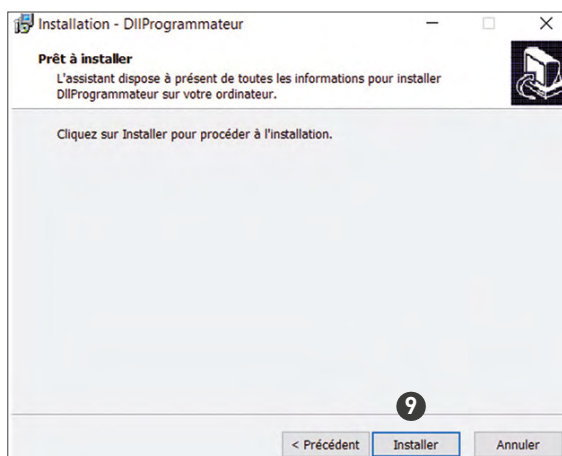 Installation - DllProgrammateur
Prêt à installer
L'assistant dispose à présent de toutes les informations pour installer
DllProgrammateur sur votre ordinateur.
Cliquez sur Installer pour procéder à l'installation.
9
< Précédent Installer Annuler